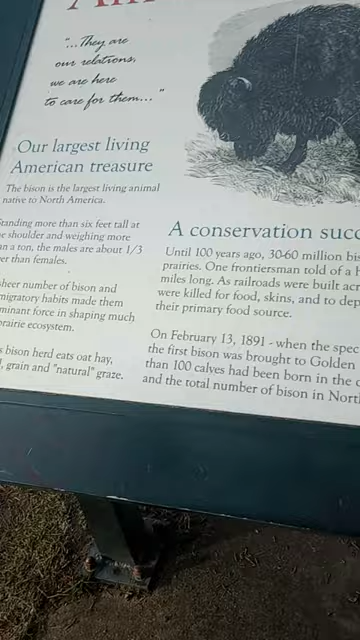 "...They are
our relations,
we are here
to care for them..."
Our largest living
American treasure
The bison is the largest living animal
native to North America.
tanding more than six feet tall at
e shoulder and weighing more
an a ton, the males are about 1/3
er than females.
heer number of bison and
migratory habits made them
minant force in shaping much
rairie ecosystem.
s bison herd eats oat hay,
l, grain and "natural" graze.
A conservation succ
Until 100 years ago, 30-60 million bis
prairies. One frontiersman told of a h
miles long. As railroads were built acr
were killed for food, skins, and to dep
their primary food source.
On February 13, 1891 - when the spec
the first bison was brought to Golden
than 100 calves had been born in the c
and the total number of bison in Nort